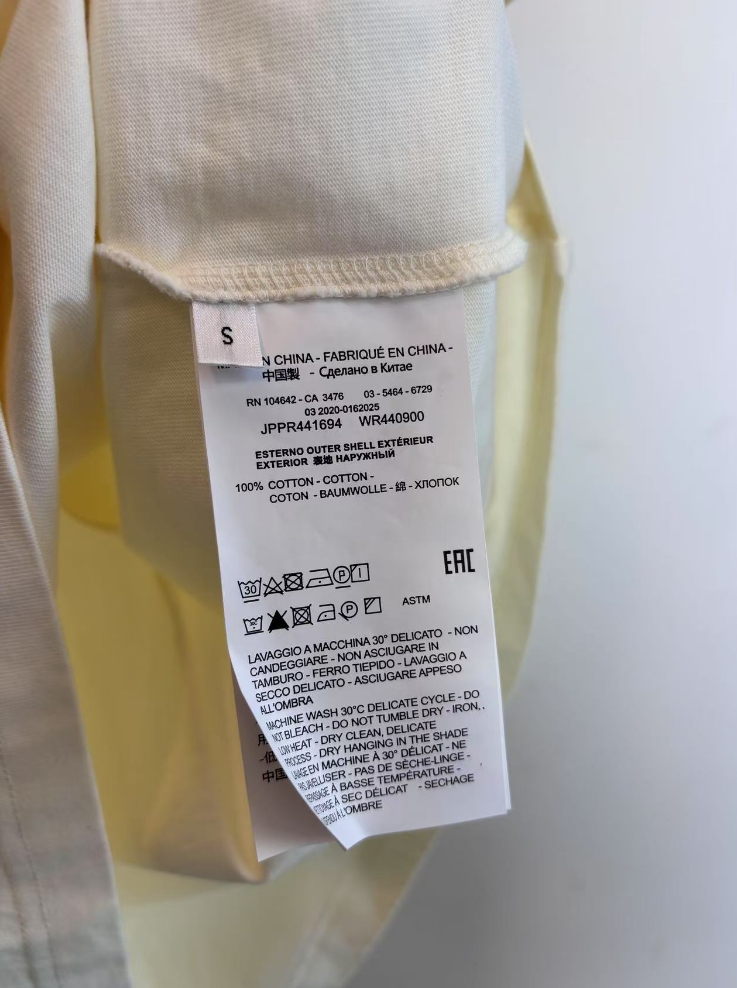 S
N CHINA - FABRIQUÉ EN CHINA -
中国製 - Сделано в Китае
RN 104642 - CA 3476 03 - 5464 - 6729
03 2020-0162025
JPPR441694 WR440900
ESTERNO OUTER SHELL EXTÉRIEUR
EXTERIOR 裏地 НАРУЖНЫЙ
100% COTTON - COTTON -
COTON - BAUMWOLLE - 綿 - ХЛОПОК
EAC
30 P
P ASTM
LAVAGGIO A MACCHINA 30° DELICATO - NON
CANDEGGIARE - NON ASCIUGARE IN
TAMBURO - FERRO TIEPIDO - LAVAGGIO A
SECCO DELICATO - ASCIUGARE APPESO
ALL'OMBRA
MACHINE WASH 30°C DELICATE CYCLE - DO
NOT BLEACH - DO NOT TUMBLE DRY - IRON,.
LOW HEAT - DRY CLEAN, DELICATE
PROCESS - DRY HANGING IN THE SHADE
LAVAGE EN MACHINE À 30° DÉLICAT - NE
PAS JAVELLISER - PAS DE SÈCHE-LINGE -
REPASSAGE À BASSE TEMPÉRATURE -
NETTOYAGE À SEC DÉLICAT - SECHAGE
À L'OMBRE
中国